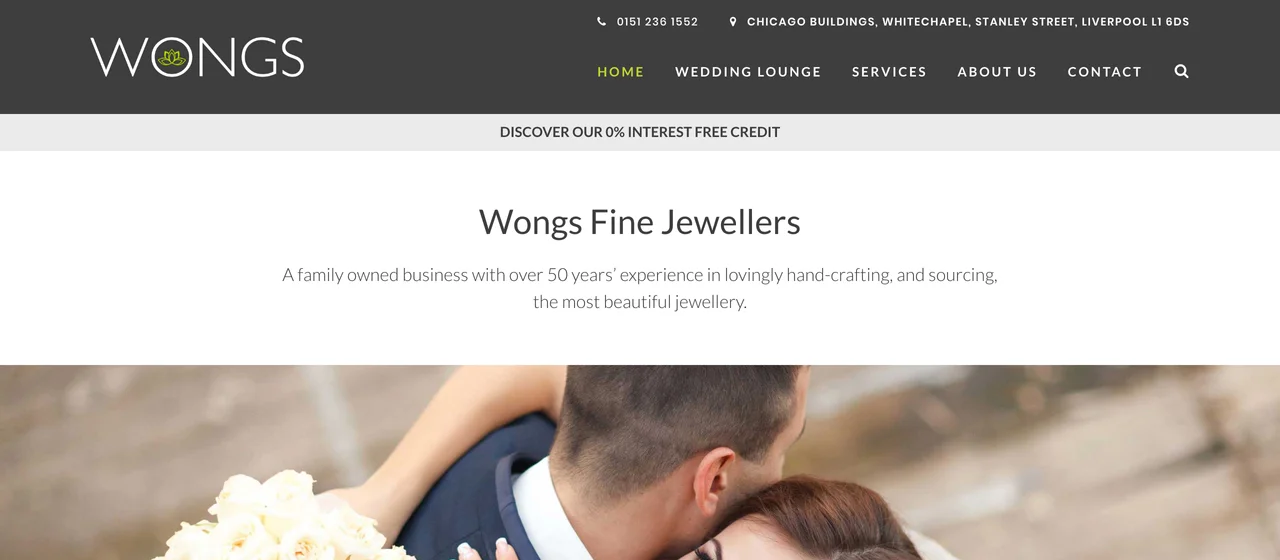 0151 236 1552
CHICAGO BUILDINGS, WHITECHAPEL, STANLEY STREET, LIVERPOOL L1 6DS
WONGS
HOME
WEDDING LOUNGE
SERVICES
ABOUT US
CONTACT
DISCOVER OUR 0% INTEREST FREE CREDIT
Wongs Fine Jewellers
A family owned business with over 50 years’ experience in lovingly hand-crafting, and sourcing,
the most beautiful jewellery.